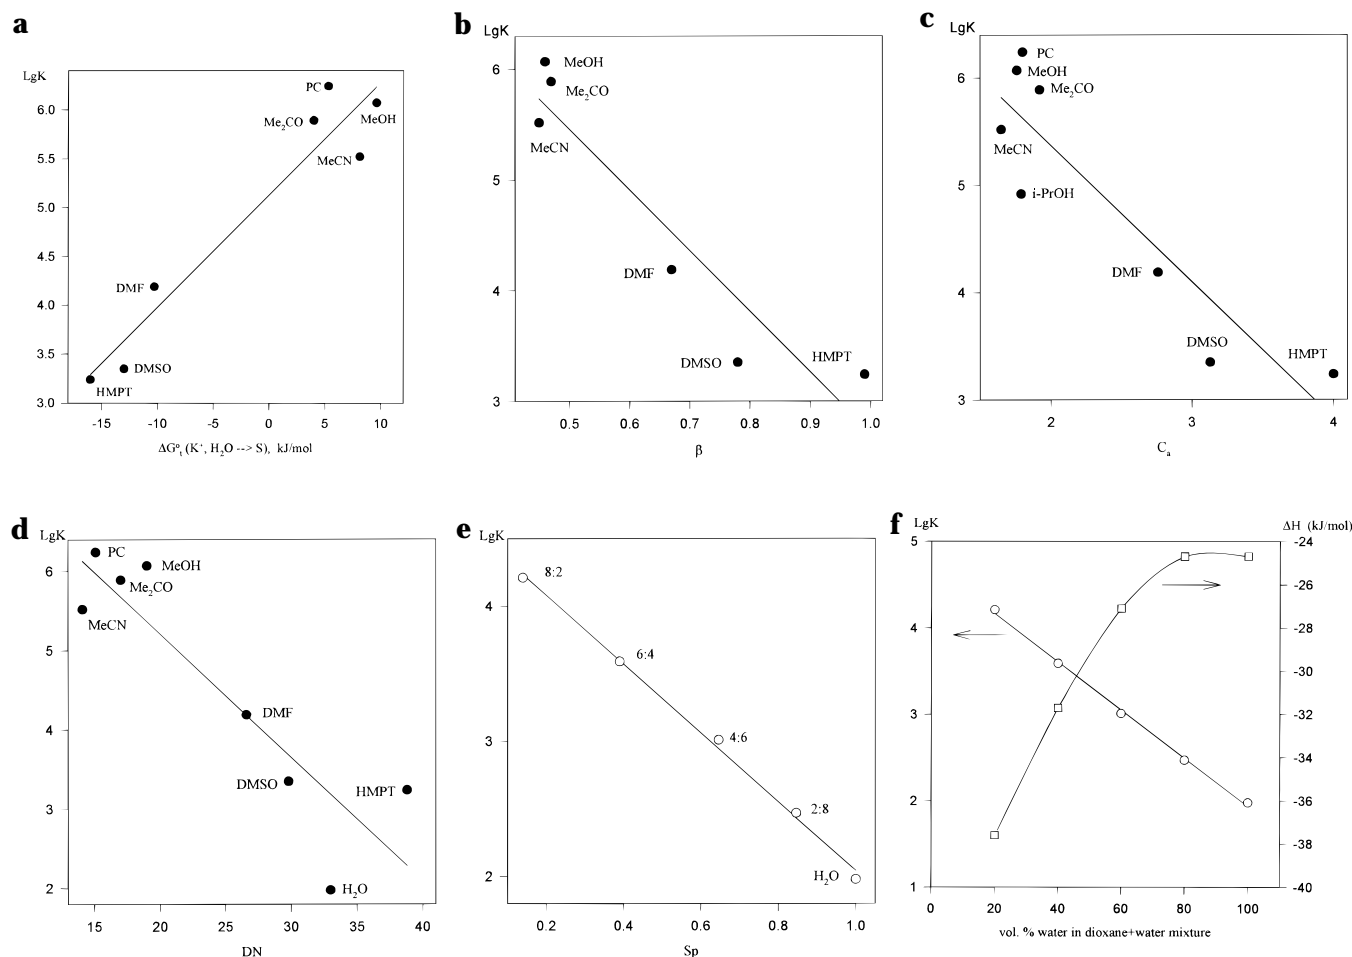 a
LgK
6.0
5.5
5.0
4.5
4.0
3.5
3.0
PC
Me2CO
MeOH
MeCN
DMF
DMSO
HMPT
-15 -10 -5 0 5 10
ΔG°t (K+, H2O --> S), kJ/mol
b
LgK
6
5
4
3
MeOH
Me2CO
MeCN
DMF
DMSO
HMPT
0.5 0.6 0.7 0.8 0.9 1.0
β
c
LgK
6
5
4
3
PC
MeOH
Me2CO
MeCN
i-PrOH
DMF
DMSO
HMPT
2 3 4
Ca
d
LgK
6
5
4
3
2
PC
MeOH
Me2CO
MeCN
DMF
DMSO
HMPT
H2O
15 20 25 30 35 40
DN
e
LgK
4
3
2
8:2
6:4
4:6
2:8
H2O
0.2 0.4 0.6 0.8 1.0
Sp
f
LgK
ΔH (kJ/mol)
5
4
3
2
1
-24
-26
-28
-30
-32
-34
-36
-38
-40
0 20 40 60 80 100
vol. % water in dioxane+water mixture